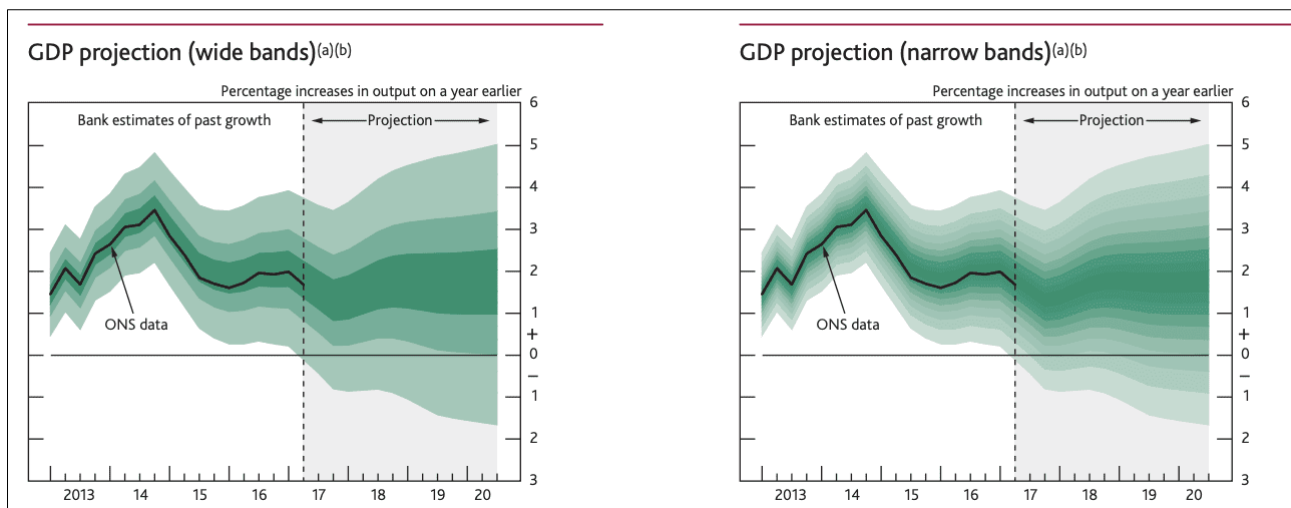 GDP projection (wide bands)(a)(b)
Percentage increases in output on a year earlier
Bank estimates of past growth
Projection
ONS data
6
5
4
3
2
1
+
0
−
1
2
3
2013 14 15 16 17 18 19 20
GDP projection (narrow bands)(a)(b)
Percentage increases in output on a year earlier
Bank estimates of past growth
Projection
ONS data
6
5
4
3
2
1
+
0
−
1
2
3
2013 14 15 16 17 18 19 20